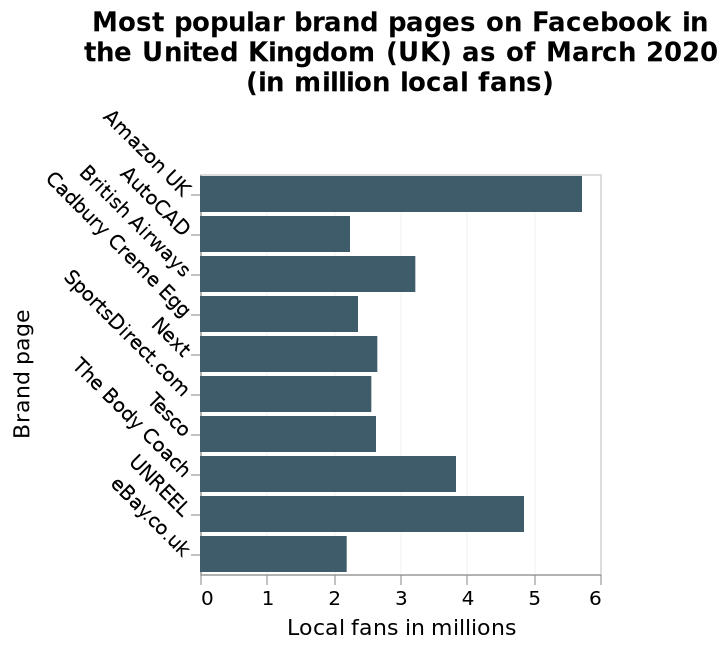 Most popular brand pages on Facebook in
the United Kingdom (UK) as of March 2020
(in million local fans)
Amazon UK
AutoCAD
British Airways
Cadbury Creme Egg
Next
SportsDirect.com
Tesco
The Body Coach
UNREEL
eBay.co.uk
Brand page
0 1 2 3 4 5 6
Local fans in millions